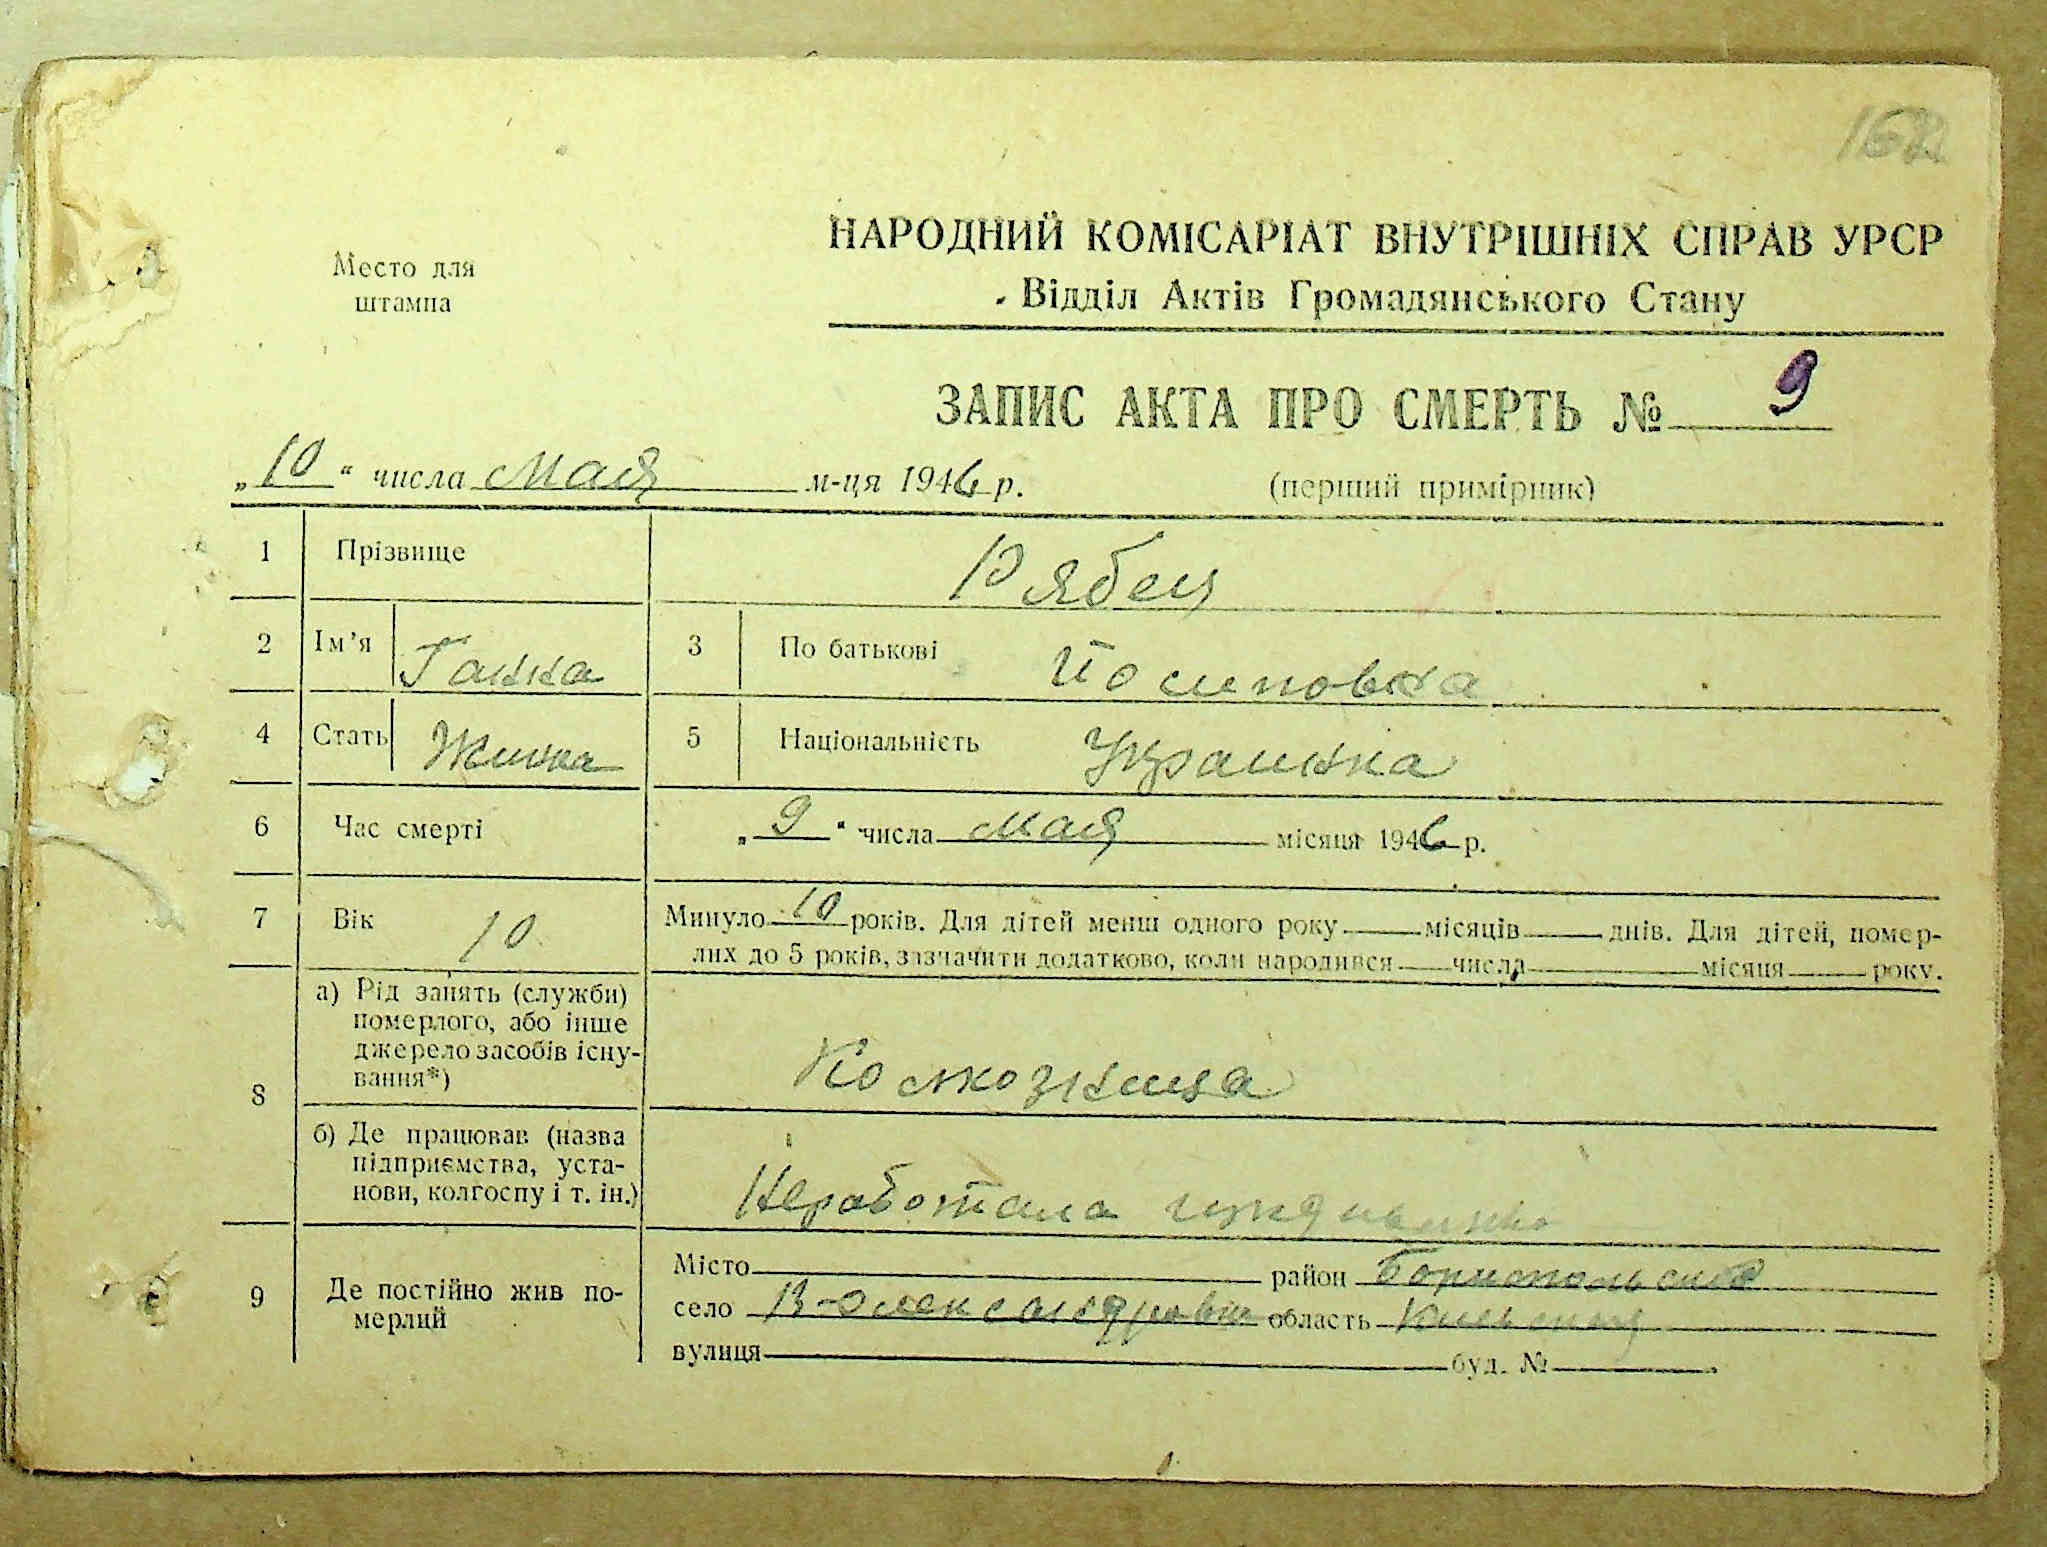 162
Место для
штампа
НАРОДНИЙ КОМІСАРІАТ ВНУТРІШНІХ СПРАВ УРСР
Відділ Актів Громадянського Стану
ЗАПИС АКТА ПРО СМЕРТЬ № 9
„10“ числа Мая м-ця 1946 р. (перший примірник)
1 Прізвище Рябец
2 Ім'я Ганна 3 По батькові Йосиповна
4 Стать Жинка 5 Національність Украинка
6 Час смерті „9“ числа Мая місяця 1946 р.
7 Вік 10 Минуло 10 років. Для дітей менш одного року місяців днів. Для дітей, помер-
лих до 5 років, зазначити додатково, коли народився числа місяця року.
8 а) Рід занять (служби)
померлого, або інше
джерело засобів існу-
вання*) Колхозница
б) Де працював (назва
підприємства, уста-
нови, колгоспу і т. ін.) Неработала
9 Де постійно жив по-
мерлий
Місто район Бориспольский
село В-Олександровка область Киевская
вулиця буд. №